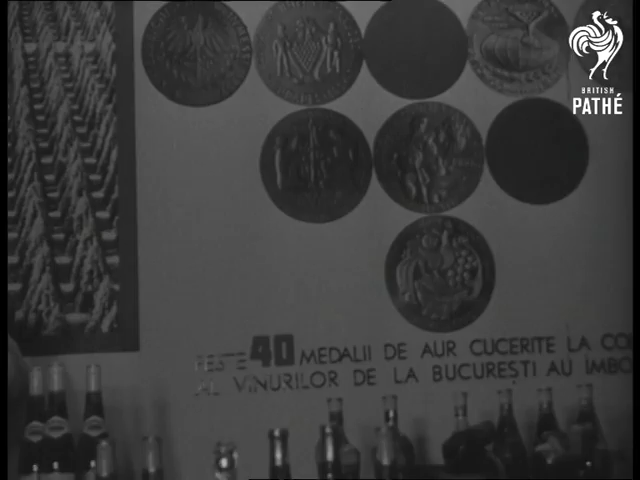 BRITISH
PATHÉ
PESTE 40 MEDALII DE AUR CUCERITE LA CO
AL VINURILOR DE LA BUCUREȘTI AU ÎMBO